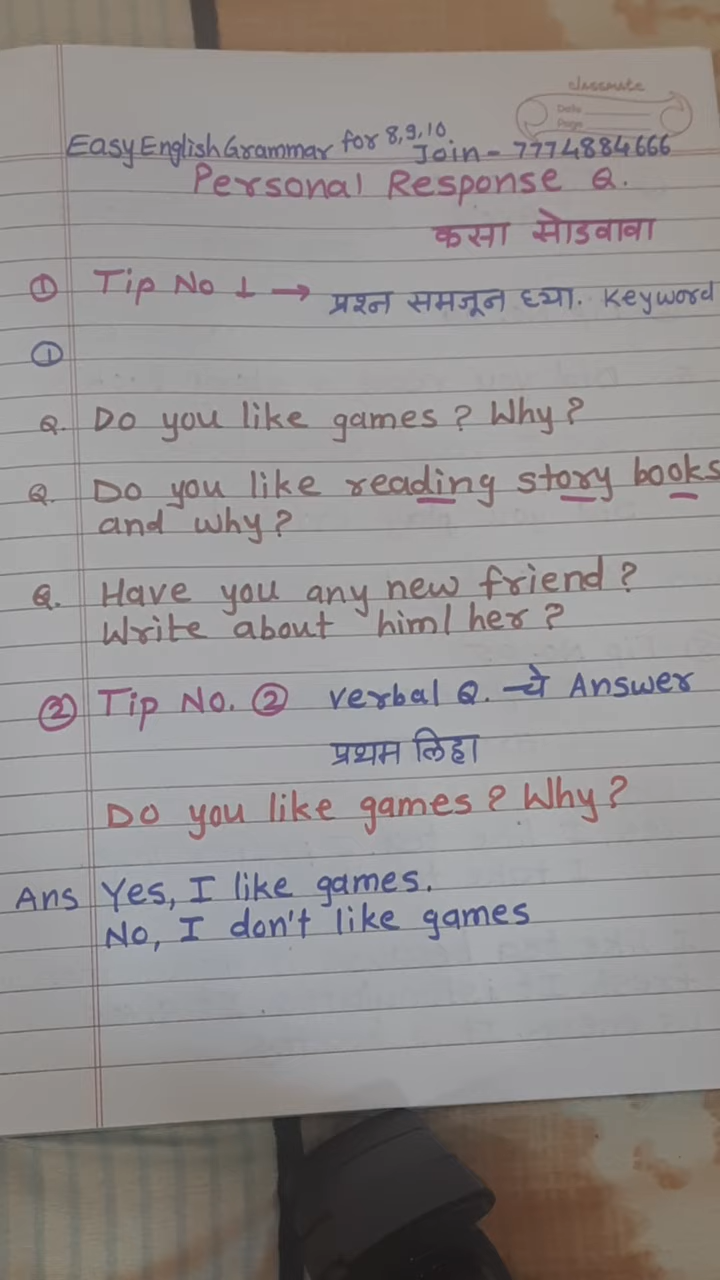 classmate
Date
Page
Easy English Grammar for 8,9,10.
Join - 7774884666
Personal Response Q.
कसा सोडवावा
① Tip No 1 → प्रश्न समजून घ्या. Keyword
①
Q. Do you like games? Why?
Q. Do you like reading story books
and why?
Q. Have you any new friend?
Write about him/her?
② Tip No. ② verbal Q. चे Answer
प्रथम लिहा
Do you like games? Why?
Ans Yes, I like games.
No, I don't like games